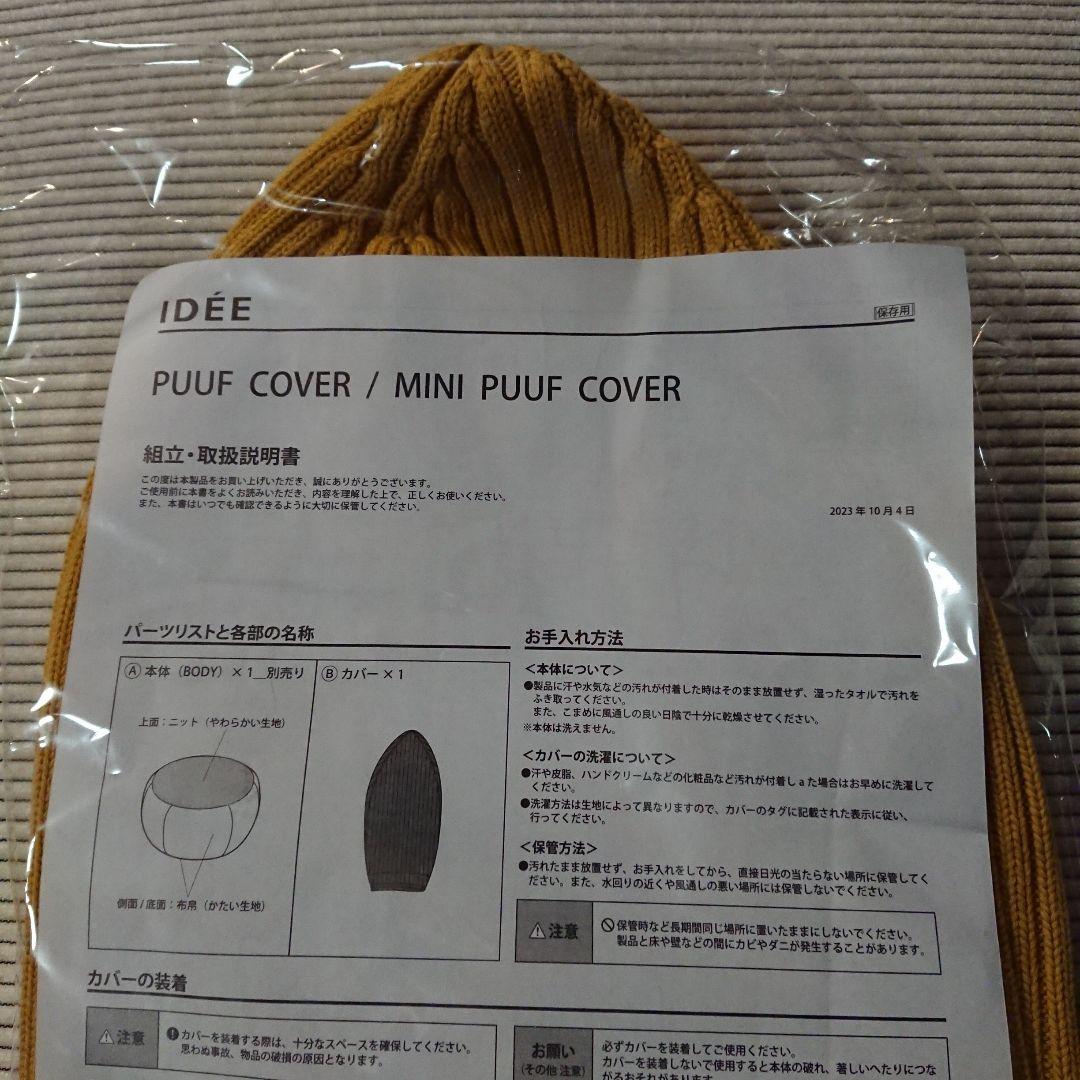 IDÉE
保存用
PUUF COVER / MINI PUUF COVER
組立・取扱説明書
この度は本製品をお買い上げいただき、誠にありがとうございます。
ご使用前に本書をよくお読みいただき、内容を理解した上で、正しくお使いください。
また、本書はいつでも確認できるように大切に保管してください。
2023 年 10 月 4 日
パーツリストと各部の名称
Ⓐ 本体（BODY）× 1__別売り
上面：ニット（やわらかい生地）
側面 / 底面：布帛（かたい生地）
Ⓑ カバー × 1
お手入れ方法
＜本体について＞
●製品に汗や水気などの汚れが付着した時はそのまま放置せず、湿ったタオルで汚れを
ふき取ってください。
また、こまめに風通しの良い日陰で十分に乾燥させてください。
※本体は洗えません。
＜カバーの洗濯について＞
●汗や皮脂、ハンドクリームなどの化粧品など汚れが付着し a た場合はお早めに洗濯して
ください。
●洗濯方法は生地によって異なりますので、カバーのタグに記載された表示に従い、
行ってください。
＜保管方法＞
●汚れたまま放置せず、お手入れをしてから、直接日光の当たらない場所に保管してく
ださい。また、水回りの近くや風通しの悪い場所には保管しないでください。
⚠注意
保管時など長期間同じ場所に置いたままにしないでください。
製品と床や壁などの間にカビやダニが発生することがあります。
カバーの装着
⚠注意
カバーを装着する際は、十分なスペースを確保してください。
思わぬ事故、物品の破損の原因となります。
お願い
（その他 注意）
必ずカバーを装着してご使用ください。
カバーを装着しないで使用すると本体の破れ、著しいへたりにつな
がるおそれがあります。